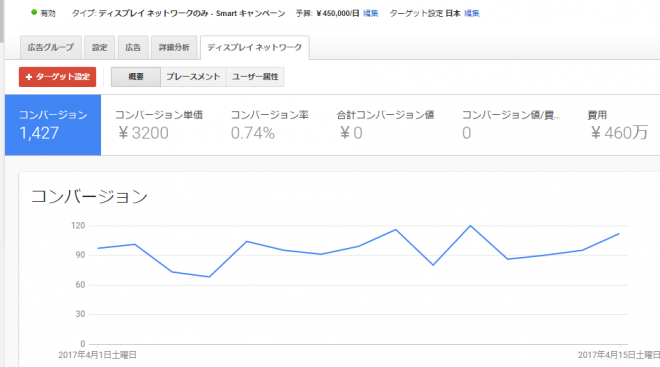 有効 タイプ: ディスプレイ ネットワークのみ - Smart キャンペーン 予算: ￥450,000/日 編集 ターゲット設定 日本 編集
広告グループ 設定 広告 詳細分析 ディスプレイ ネットワーク
+ ターゲット設定 概要 プレースメント ユーザー属性
コンバージョン コンバージョン単価 コンバージョン率 合計コンバージョン値 コンバージョン値/費... 費用
1,427 ￥3200 0.74% ￥0 0 ￥460万
コンバージョン
120
90
60
30
0
2017年4月1日土曜日 2017年4月15日土曜日